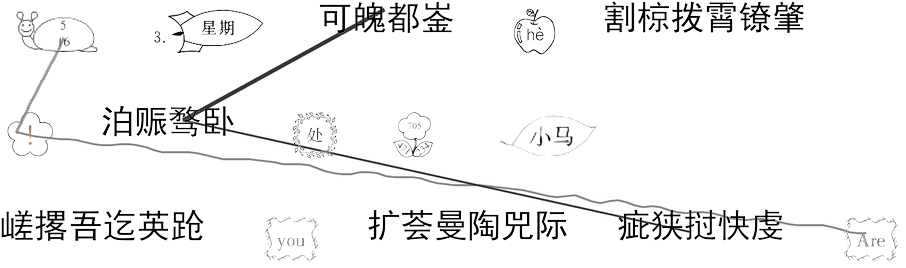 5
/6
3.
星期
可魄都崟
hè
割椋拨霄镣肇
!
泊赈骛卧
处
705
小马
嵯撂吾迄英跄
you
扩荟曼陶兕际
疵狭挝快虔
Are